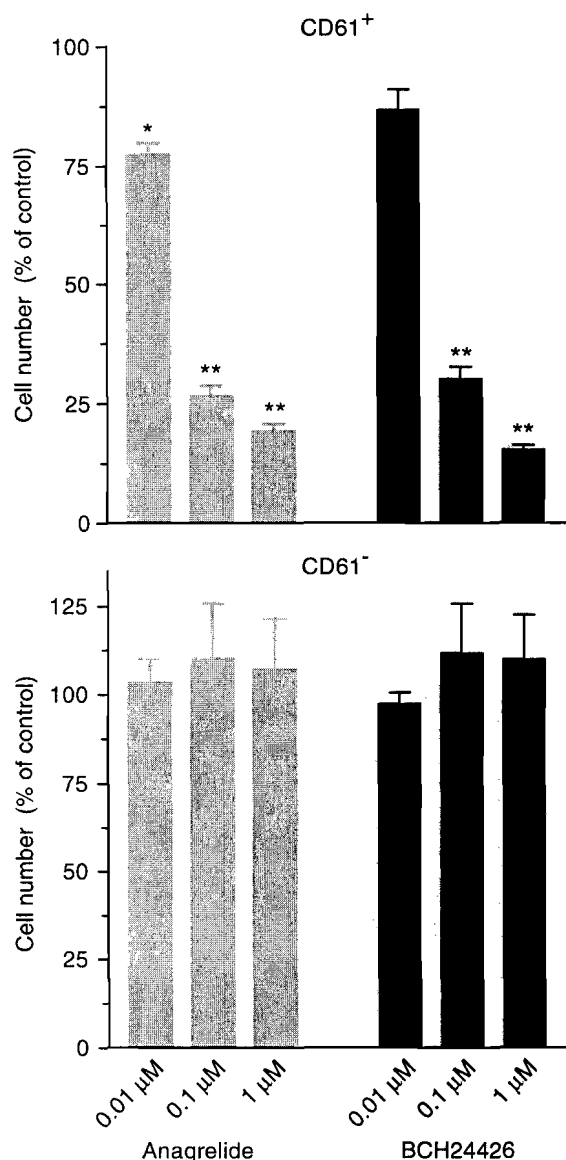 CD61+
Cell number (% of control)
100
75
50
25
0
*
**
**
**
**
CD61-
Cell number (% of control)
125
100
75
50
25
0
0.01 µM
0.1 µM
1 µM
0.01 µM
0.1 µM
1 µM
Anagrelide
BCH24426